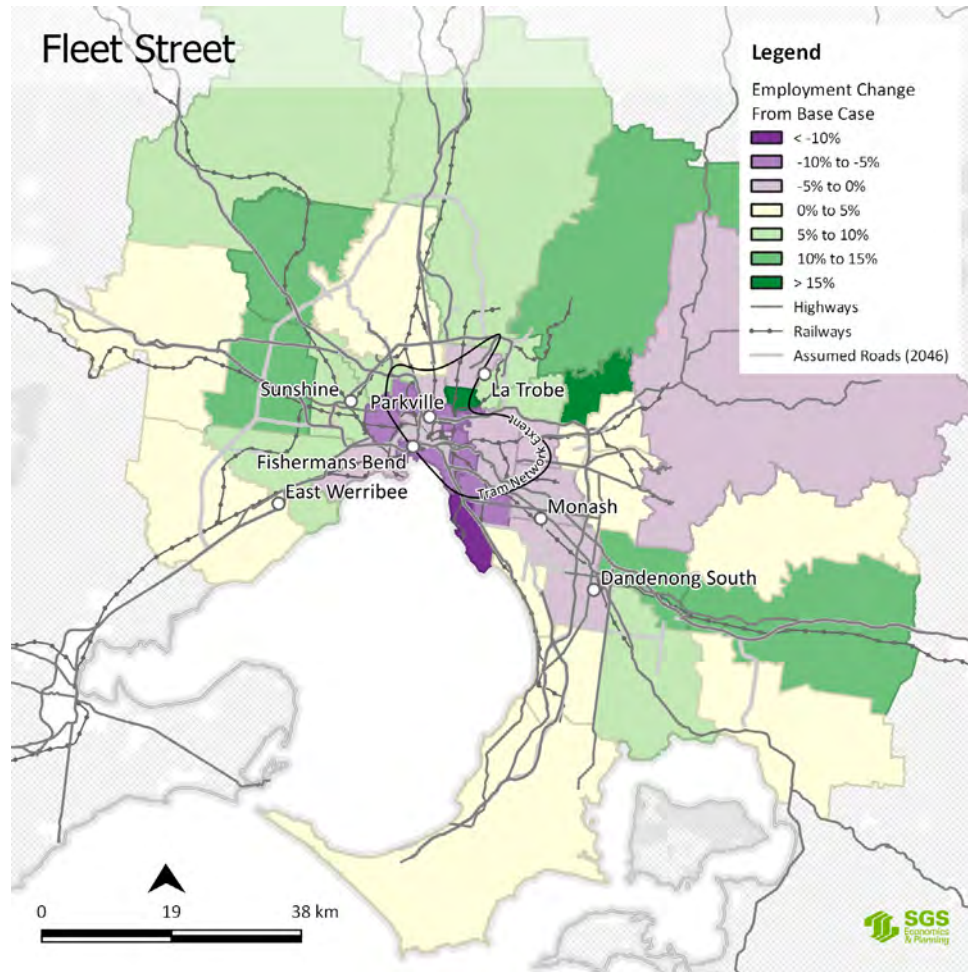 Fleet Street
Legend
Employment Change
From Base Case
< -10%
-10% to -5%
-5% to 0%
0% to 5%
5% to 10%
10% to 15%
> 15%
Highways
Railways
Assumed Roads (2046)
Sunshine
Parkville
La Trobe
Tram Network Extent
Fishermans Bend
East Werribee
Monash
Dandenong South
0 19 38 km
SGS
Economics
& Planning